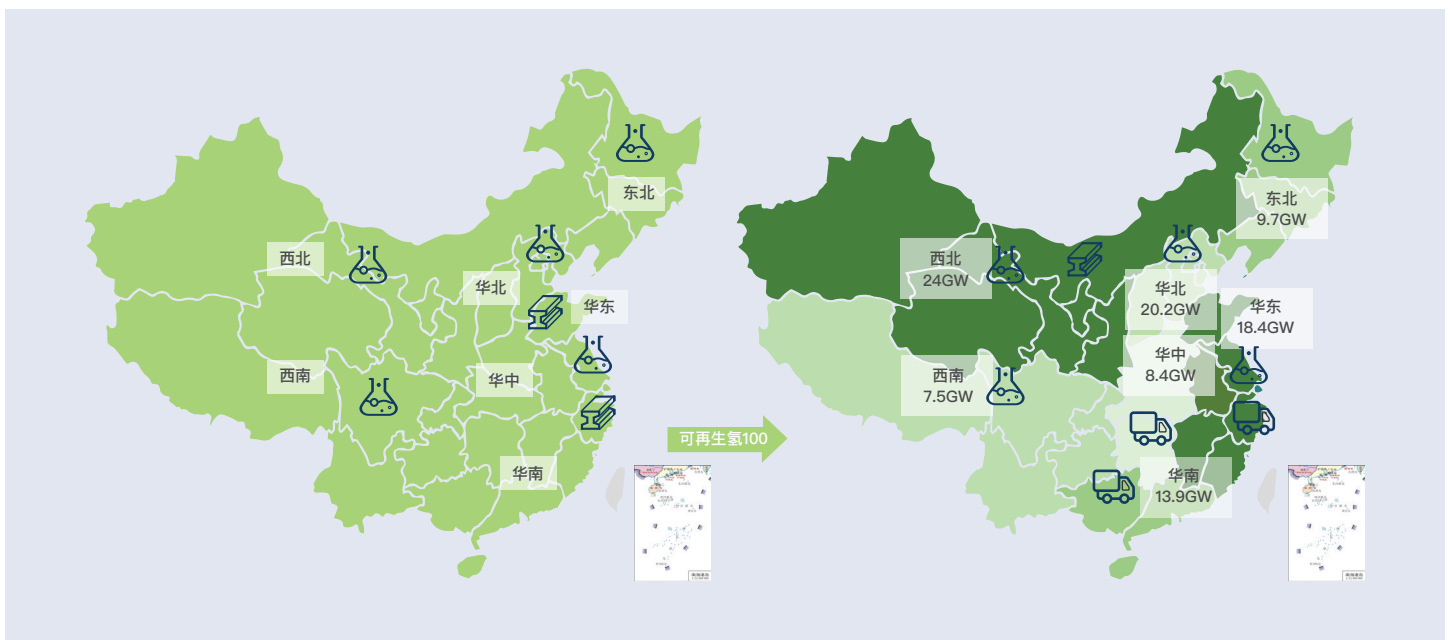 东北
西北
华北
华东
西南
华中
华南
可再生氢100
东北
9.7GW
西北
24GW
华北
20.2GW
华东
18.4GW
华中
8.4GW
西南
7.5GW
华南
13.9GW